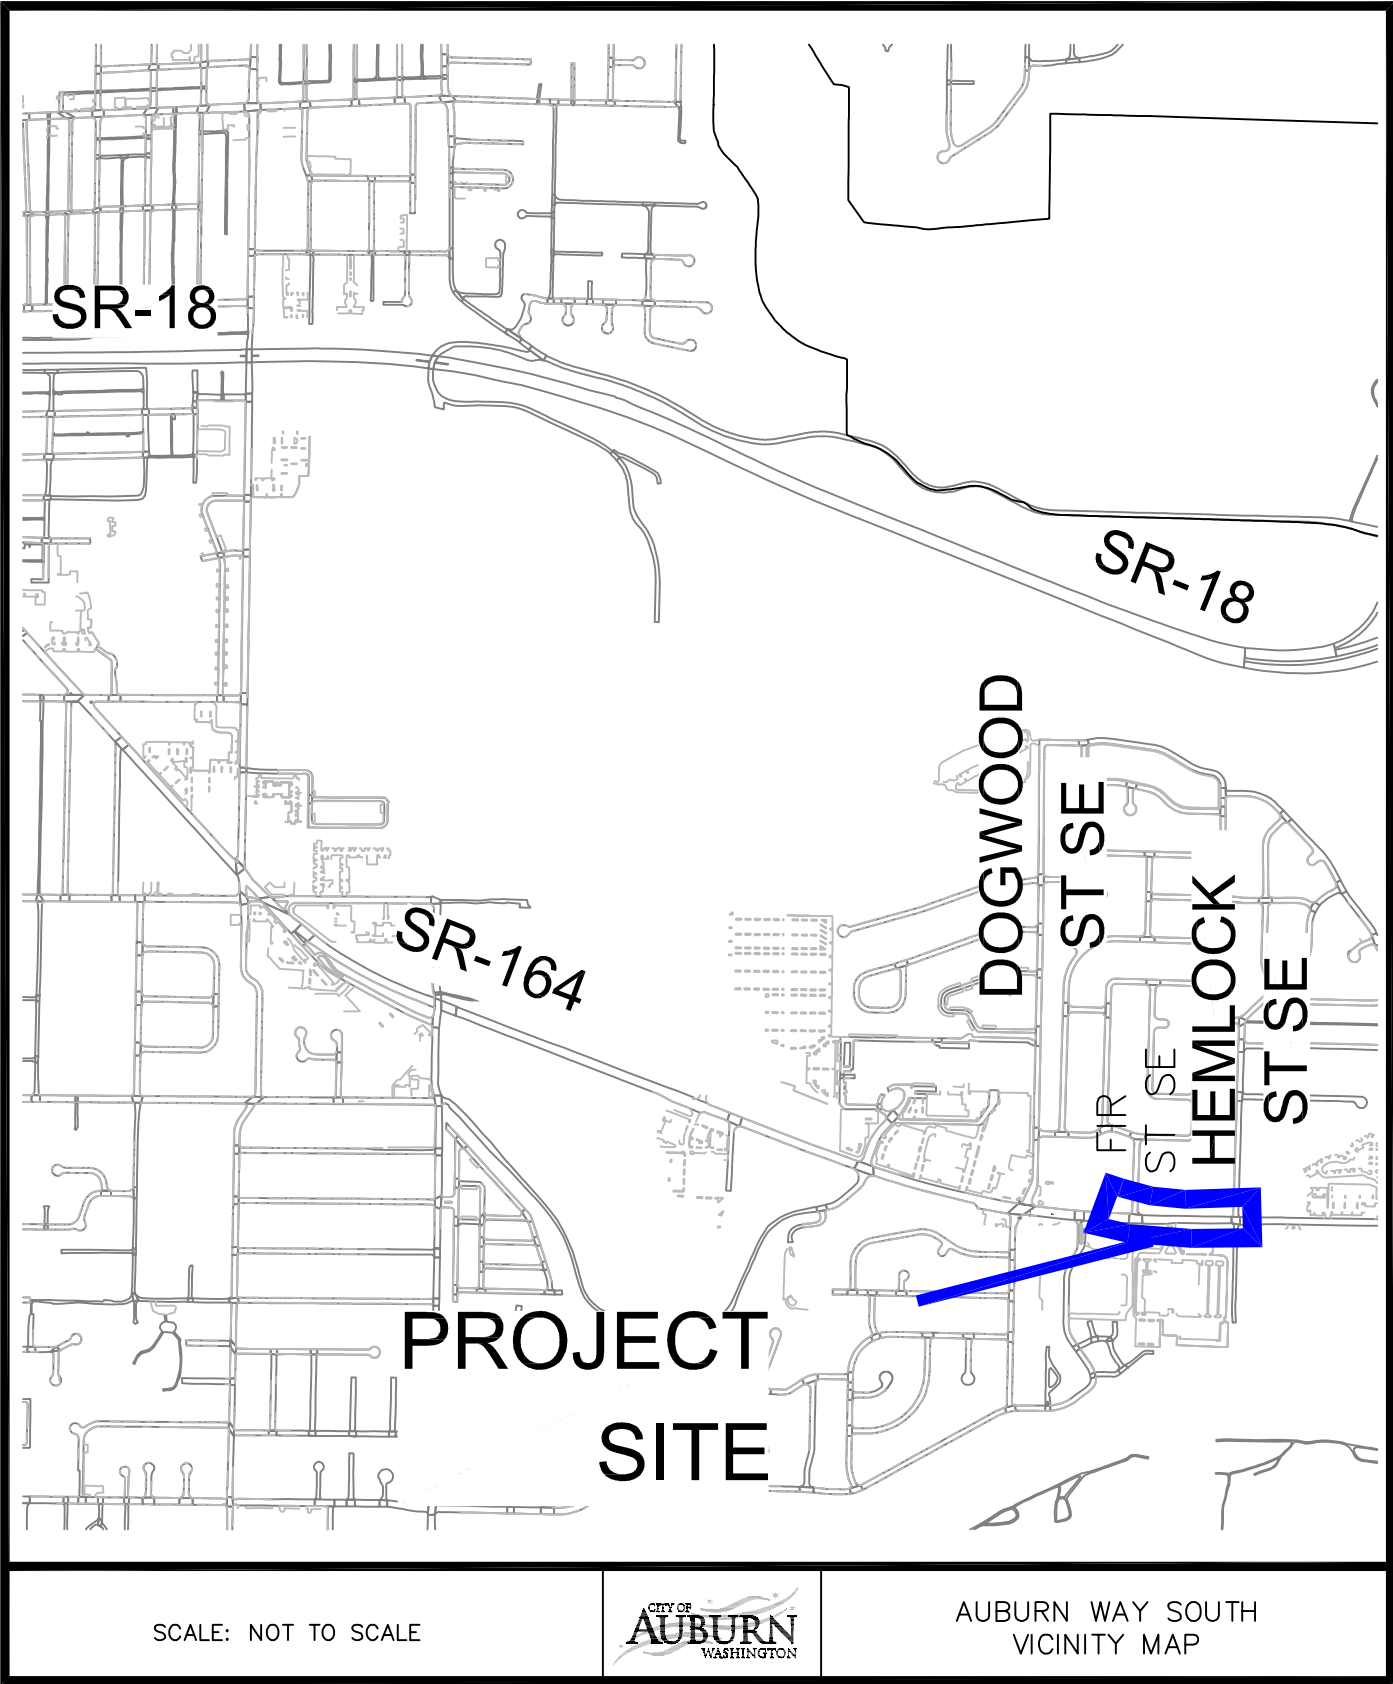 SR-18
SR-18
DOGWOOD
ST SE
HEMLOCK
ST SE
SR-164
FIR
ST SE
PROJECT
SITE
SCALE: NOT TO SCALE
CITY OF
AUBURN
WASHINGTON
AUBURN WAY SOUTH
VICINITY MAP